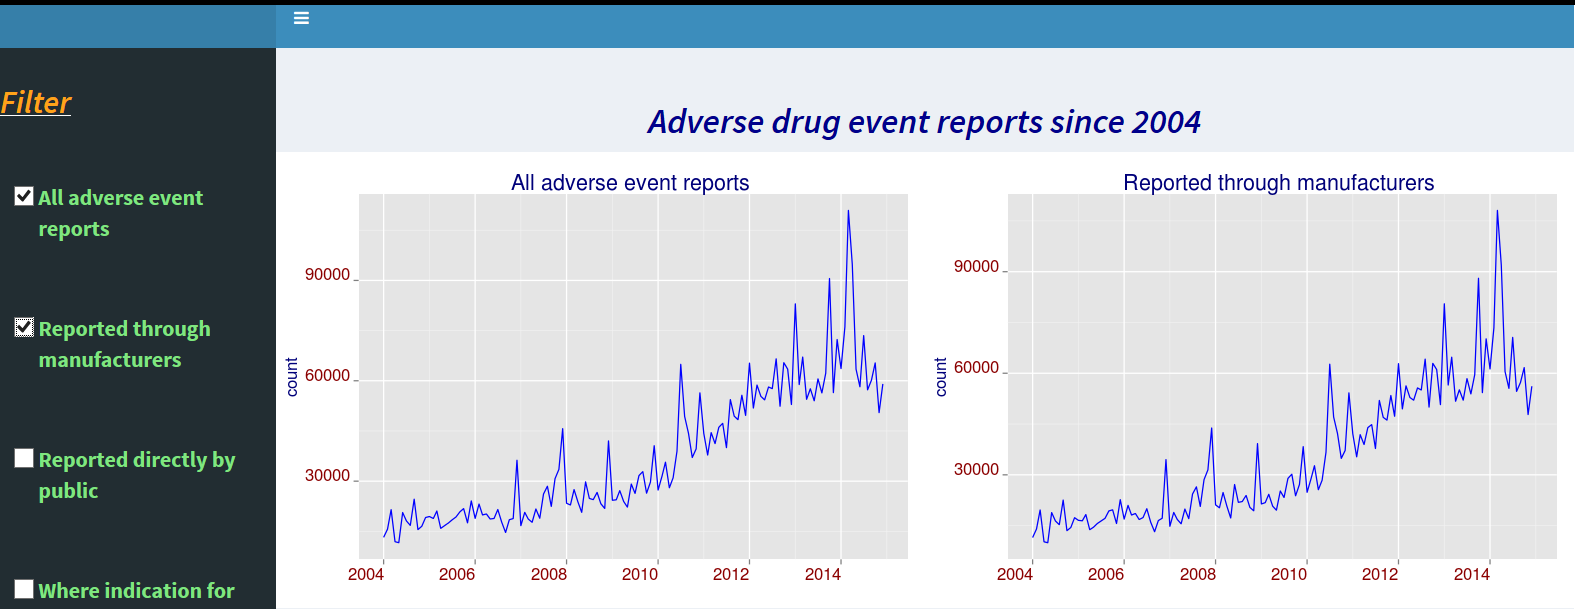 Filter
All adverse event
reports
Reported through
manufacturers
Reported directly by
public
Where indication for
Adverse drug event reports since 2004
All adverse event reports
count
90000
60000
30000
2004 2006 2008 2010 2012 2014
Reported through manufacturers
count
90000
60000
30000
2004 2006 2008 2010 2012 2014